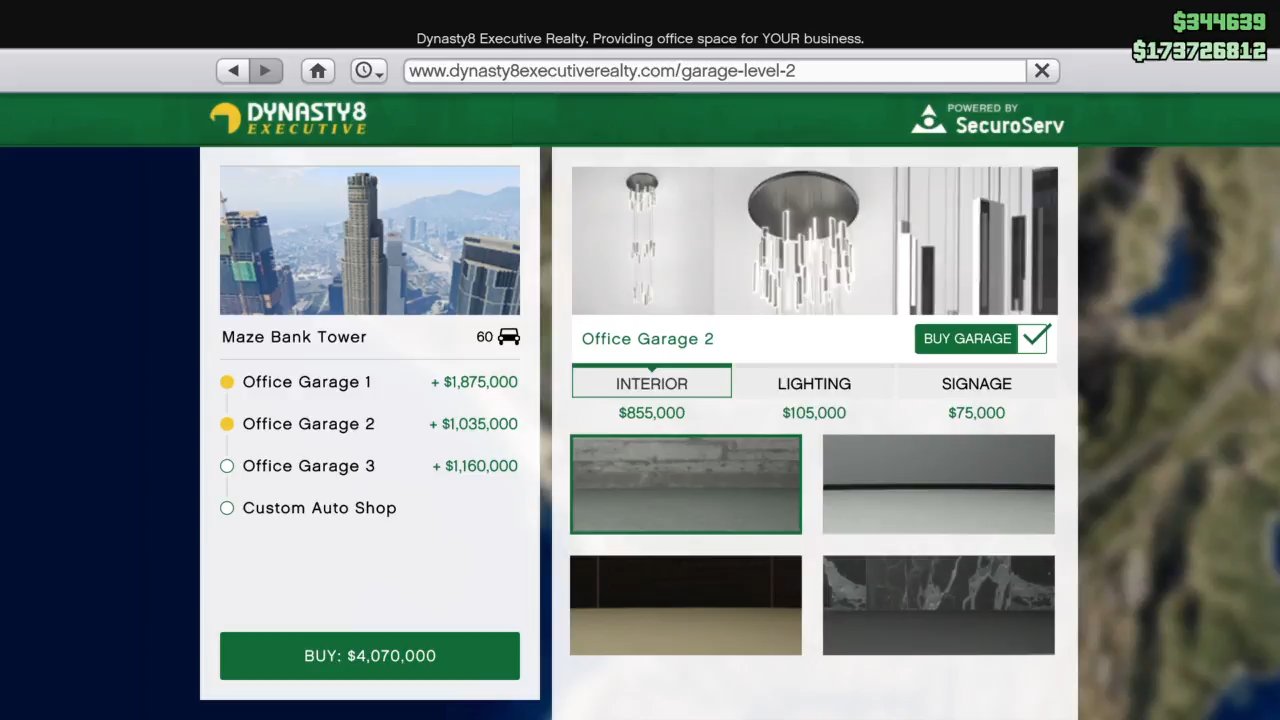 $344639
Dynasty8 Executive Realty. Providing office space for YOUR business.
$173726812
www.dynasty8executiverealty.com/garage-level-2
DYNASTY8
EXECUTIVE
POWERED BY
SecuroServ
Maze Bank Tower 60
Office Garage 1 + $1,875,000
Office Garage 2 + $1,035,000
Office Garage 3 + $1,160,000
Custom Auto Shop
BUY: $4,070,000
Office Garage 2 BUY GARAGE
INTERIOR LIGHTING SIGNAGE
$855,000 $105,000 $75,000